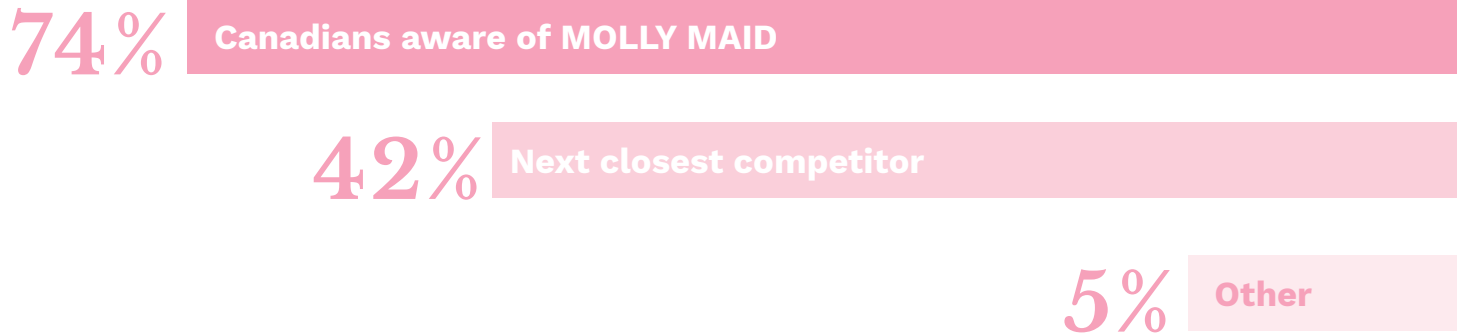 74% Canadians aware of MOLLY MAID
42% Next closest competitor
5% Other